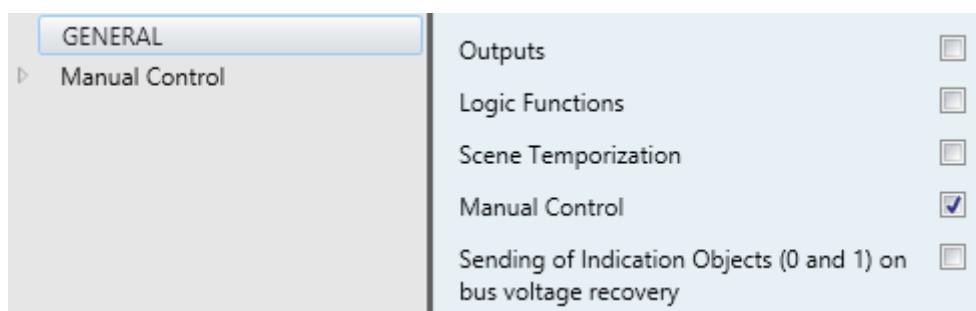 GENERAL
Manual Control
Outputs
Logic Functions
Scene Temporization
Manual Control
Sending of Indication Objects (0 and 1) on
bus voltage recovery